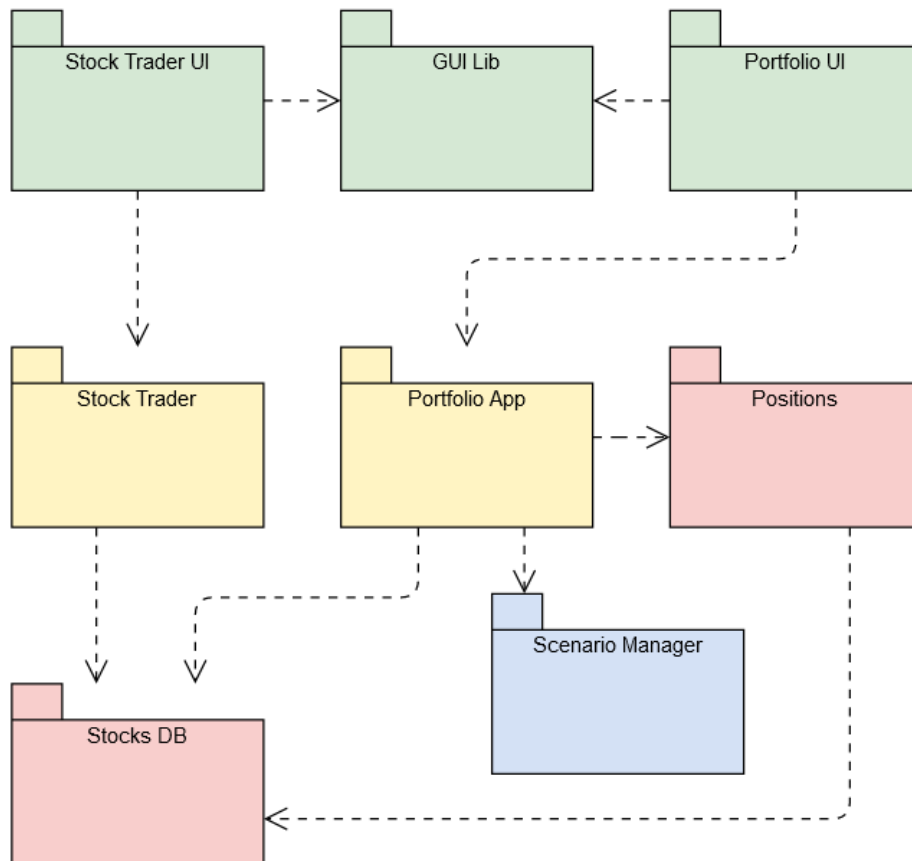 Stock Trader UI
GUI Lib
Portfolio UI
Stock Trader
Portfolio App
Positions
Scenario Manager
Stocks DB